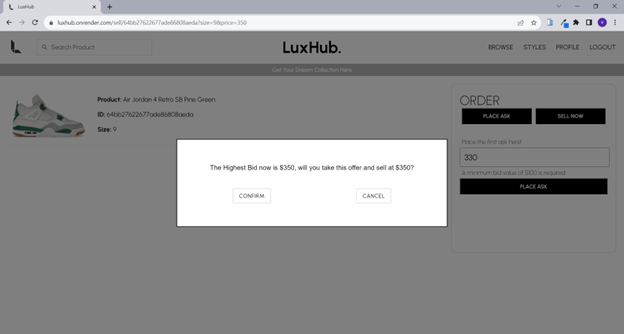 LuxHub
luxhub.onrender.com/sell/64bb27622677ade86808aeda?size=9&price=350
Search Product
LuxHub.
BROWSE STYLES PROFILE LOGOUT
Get Your Dream Collection Here
Product: Air Jordan 4 Retro SB Pine Green
ID: 64bb27622677ade86808aeda
Size: 9
ORDER
PLACE ASK SELL NOW
Place the first ask here!
330
A minimum bid value of $100 is required
PLACE ASK
The Highest Bid now is $350, will you take this offer and sell at $350?
CONFIRM CANCEL